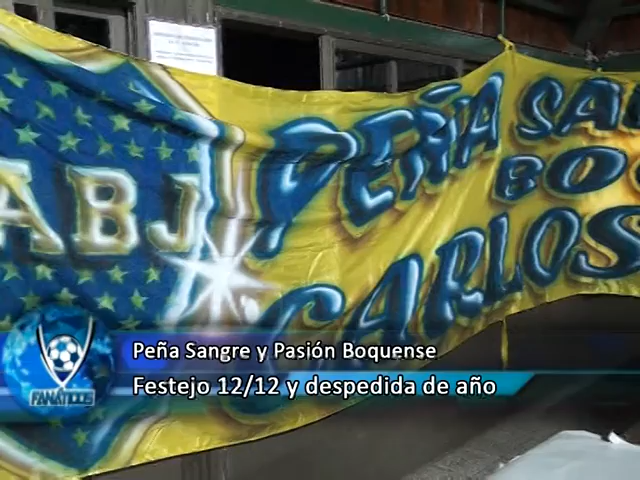 ABJ
PEÑA SA
BO
CARLOS
Peña Sangre y Pasión Boquense
Festejo 12/12 y despedida de año
FANÁTICOS